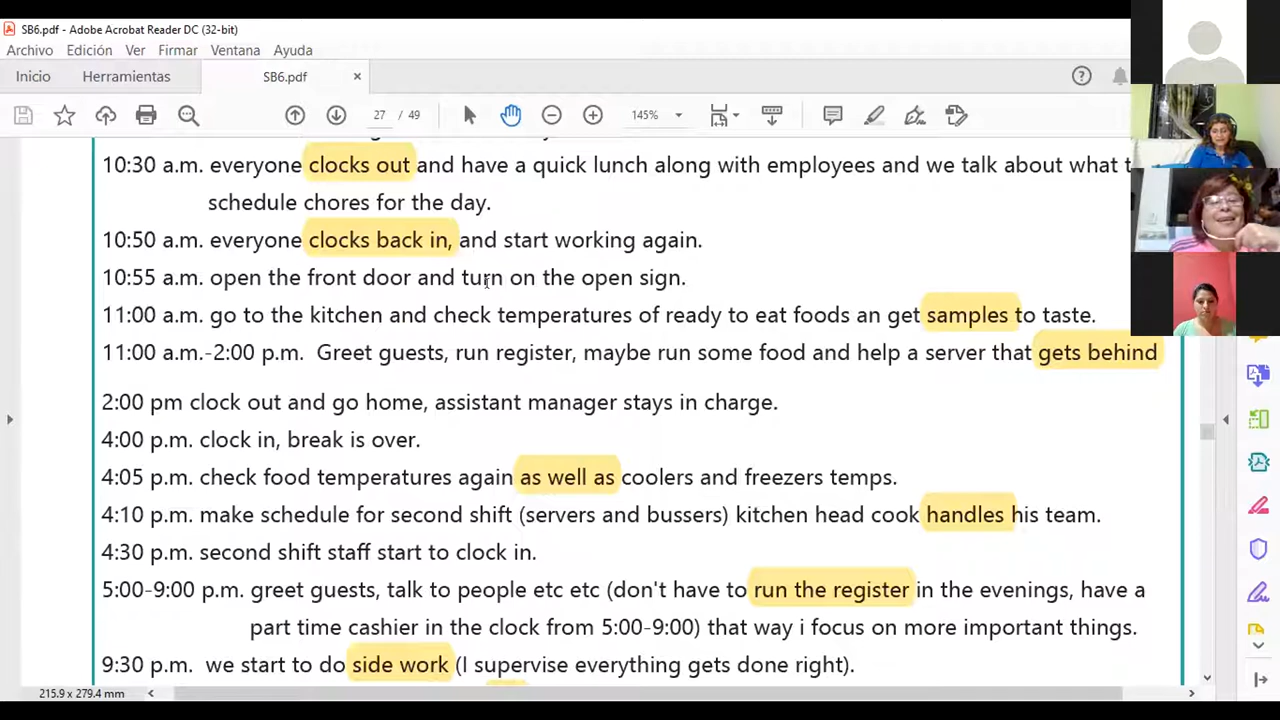 SB6.pdf - Adobe Acrobat Reader DC (32-bit)
Archivo Edición Ver Firmar Ventana Ayuda
Inicio Herramientas SB6.pdf ×
27 / 49 145%
10:30 a.m. everyone clocks out and have a quick lunch along with employees and we talk about what t
schedule chores for the day.
10:50 a.m. everyone clocks back in, and start working again.
10:55 a.m. open the front door and turn on the open sign.
11:00 a.m. go to the kitchen and check temperatures of ready to eat foods an get samples to taste.
11:00 a.m.-2:00 p.m. Greet guests, run register, maybe run some food and help a server that gets behind
2:00 pm clock out and go home, assistant manager stays in charge.
4:00 p.m. clock in, break is over.
4:05 p.m. check food temperatures again as well as coolers and freezers temps.
4:10 p.m. make schedule for second shift (servers and bussers) kitchen head cook handles his team.
4:30 p.m. second shift staff start to clock in.
5:00-9:00 p.m. greet guests, talk to people etc etc (don't have to run the register in the evenings, have a
part time cashier in the clock from 5:00-9:00) that way i focus on more important things.
9:30 p.m. we start to do side work (I supervise everything gets done right).
215.9 x 279.4 mm